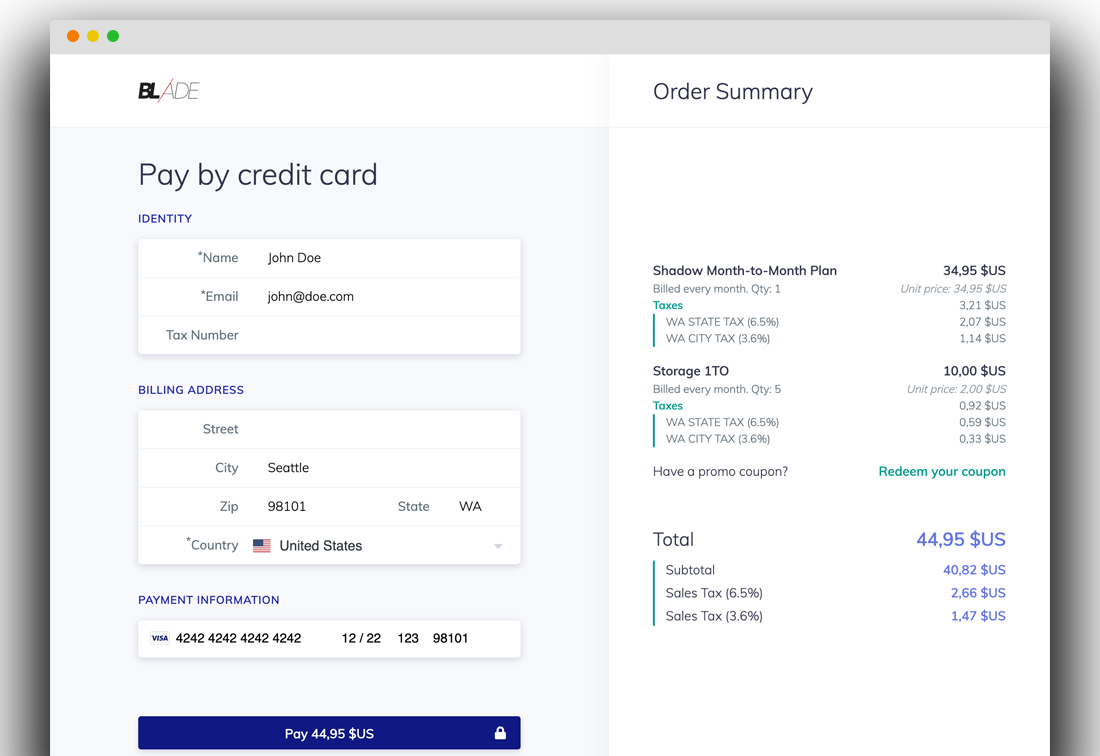 BLADE
Order Summary
Pay by credit card
IDENTITY
*Name John Doe
*Email john@doe.com
Tax Number
BILLING ADDRESS
Street
City Seattle
Zip 98101 State WA
*Country United States
PAYMENT INFORMATION
VISA 4242 4242 4242 4242 12 / 22 123 98101
Pay 44,95 $US
Shadow Month-to-Month Plan 34,95 $US
Billed every month. Qty: 1 Unit price: 34,95 $US
Taxes 3,21 $US
WA STATE TAX (6.5%) 2,07 $US
WA CITY TAX (3.6%) 1,14 $US
Storage 1TO 10,00 $US
Billed every month. Qty: 5 Unit price: 2,00 $US
Taxes 0,92 $US
WA STATE TAX (6.5%) 0,59 $US
WA CITY TAX (3.6%) 0,33 $US
Have a promo coupon? Redeem your coupon
Total 44,95 $US
Subtotal 40,82 $US
Sales Tax (6.5%) 2,66 $US
Sales Tax (3.6%) 1,47 $US